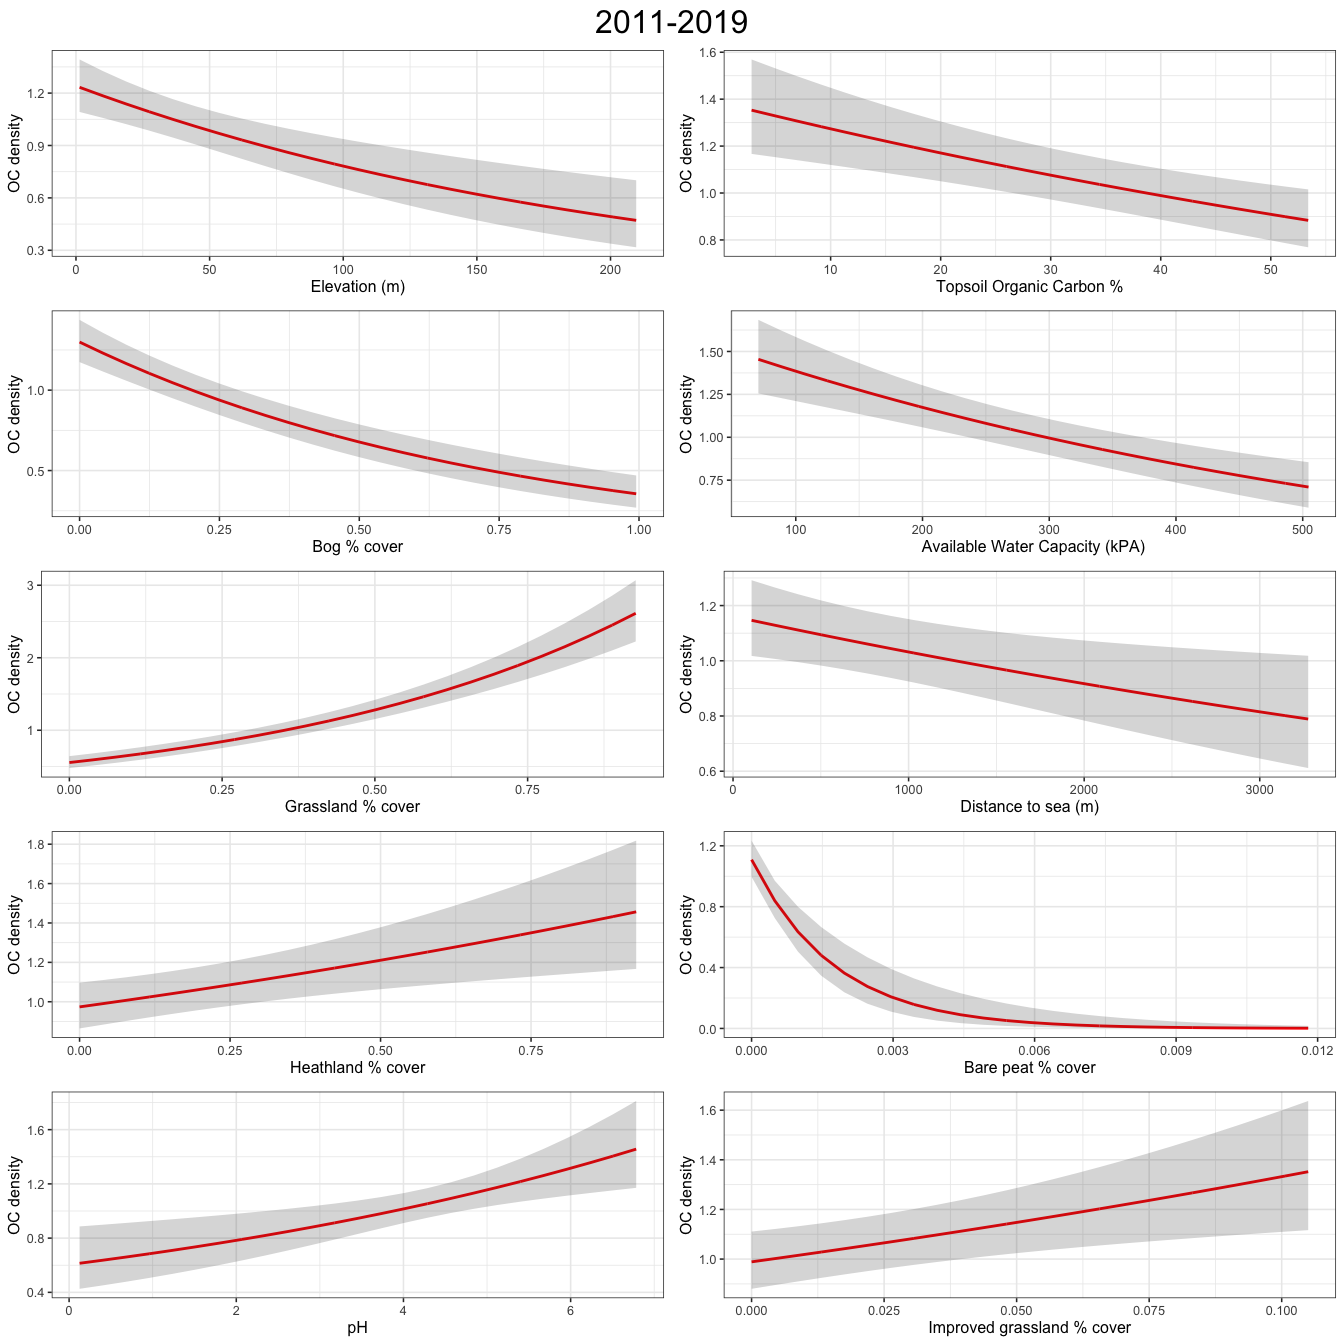 2011-2019
OC density
1.2
0.9
0.6
0.3
0 50 100 150 200
Elevation (m)
OC density
1.6
1.4
1.2
1.0
0.8
10 20 30 40 50
Topsoil Organic Carbon %
OC density
1.0
0.5
0.00 0.25 0.50 0.75 1.00
Bog % cover
OC density
1.50
1.25
1.00
0.75
100 200 300 400 500
Available Water Capacity (kPA)
OC density
3
2
1
0.00 0.25 0.50 0.75
Grassland % cover
OC density
1.2
1.0
0.8
0.6
0 1000 2000 3000
Distance to sea (m)
OC density
1.8
1.6
1.4
1.2
1.0
0.00 0.25 0.50 0.75
Heathland % cover
OC density
1.2
0.8
0.4
0.0
0.000 0.003 0.006 0.009 0.012
Bare peat % cover
OC density
1.6
1.2
0.8
0.4
0 2 4 6
pH
OC density
1.6
1.4
1.2
1.0
0.000 0.025 0.050 0.075 0.100
Improved grassland % cover